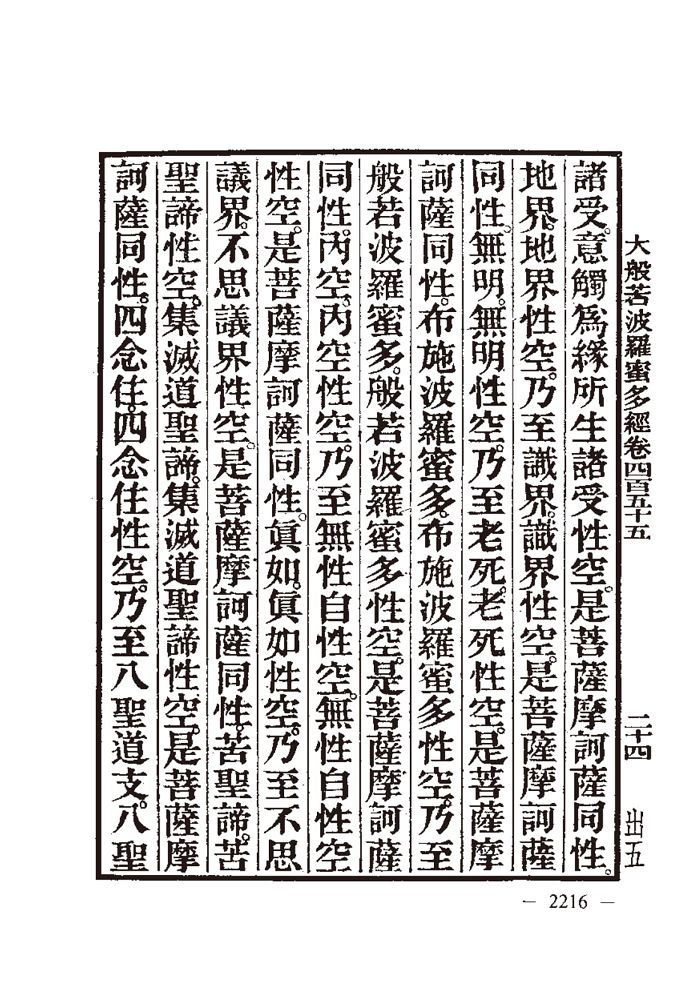 大般若波羅蜜多經卷四百五十五
二十四
出五
諸受。意觸為緣所生諸受性空。是菩薩摩訶薩同性。
地界。地界性空。乃至識界。識界性空。是菩薩摩訶薩
同性。無明。無明性空。乃至老死。老死性空。是菩薩摩
訶薩同性。布施波羅蜜多。布施波羅蜜多性空。乃至
般若波羅蜜多。般若波羅蜜多性空。是菩薩摩訶薩
同性。內空。內空性空。乃至無性自性空。無性自性空
性空。是菩薩摩訶薩同性。眞如。眞如性空。乃至不思
議界。不思議界性空。是菩薩摩訶薩同性。苦聖諦。苦
聖諦性空。集滅道聖諦。集滅道聖諦性空。是菩薩摩
訶薩同性。四念住。四念住性空。乃至八聖道支。八聖
— 2216 —